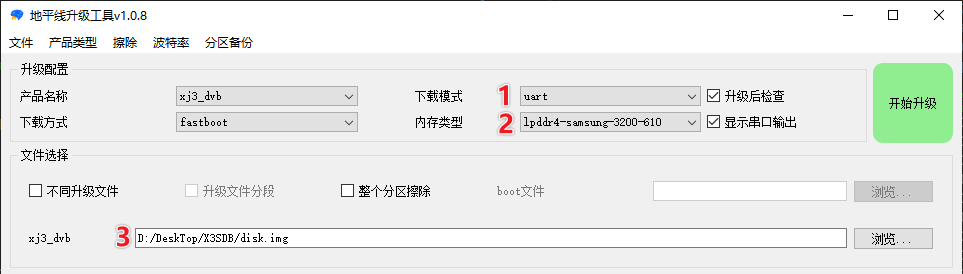 地平线升级工具v1.0.8
文件 产品类型 擦除 波特率 分区备份
升级配置
产品名称 xj3_dvb 下载模式 1 uart 升级后检查
开始升级
下载方式 fastboot 内存类型 2 lpddr4-samsung-3200-610 显示串口输出
文件选择
不同升级文件 升级文件分段 整个分区擦除 boot文件 浏览...
xj3_dvb 3 D:/DeskTop/X3SDB/disk.img 浏览...